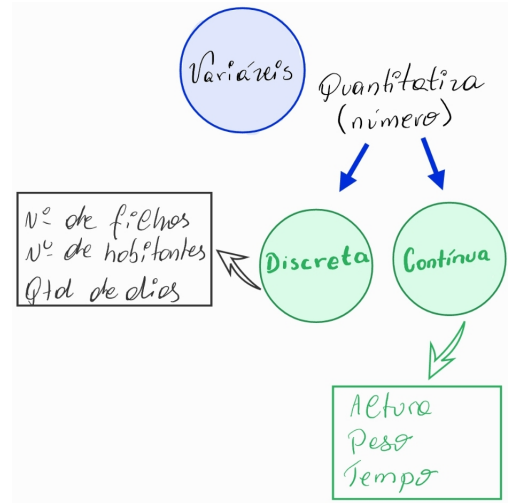 Variáveis
Quantitativa
(número)
Discreta
Contínua
Nº de filhos
Nº de habitantes
Qtd de dias
Altura
Peso
Tempo